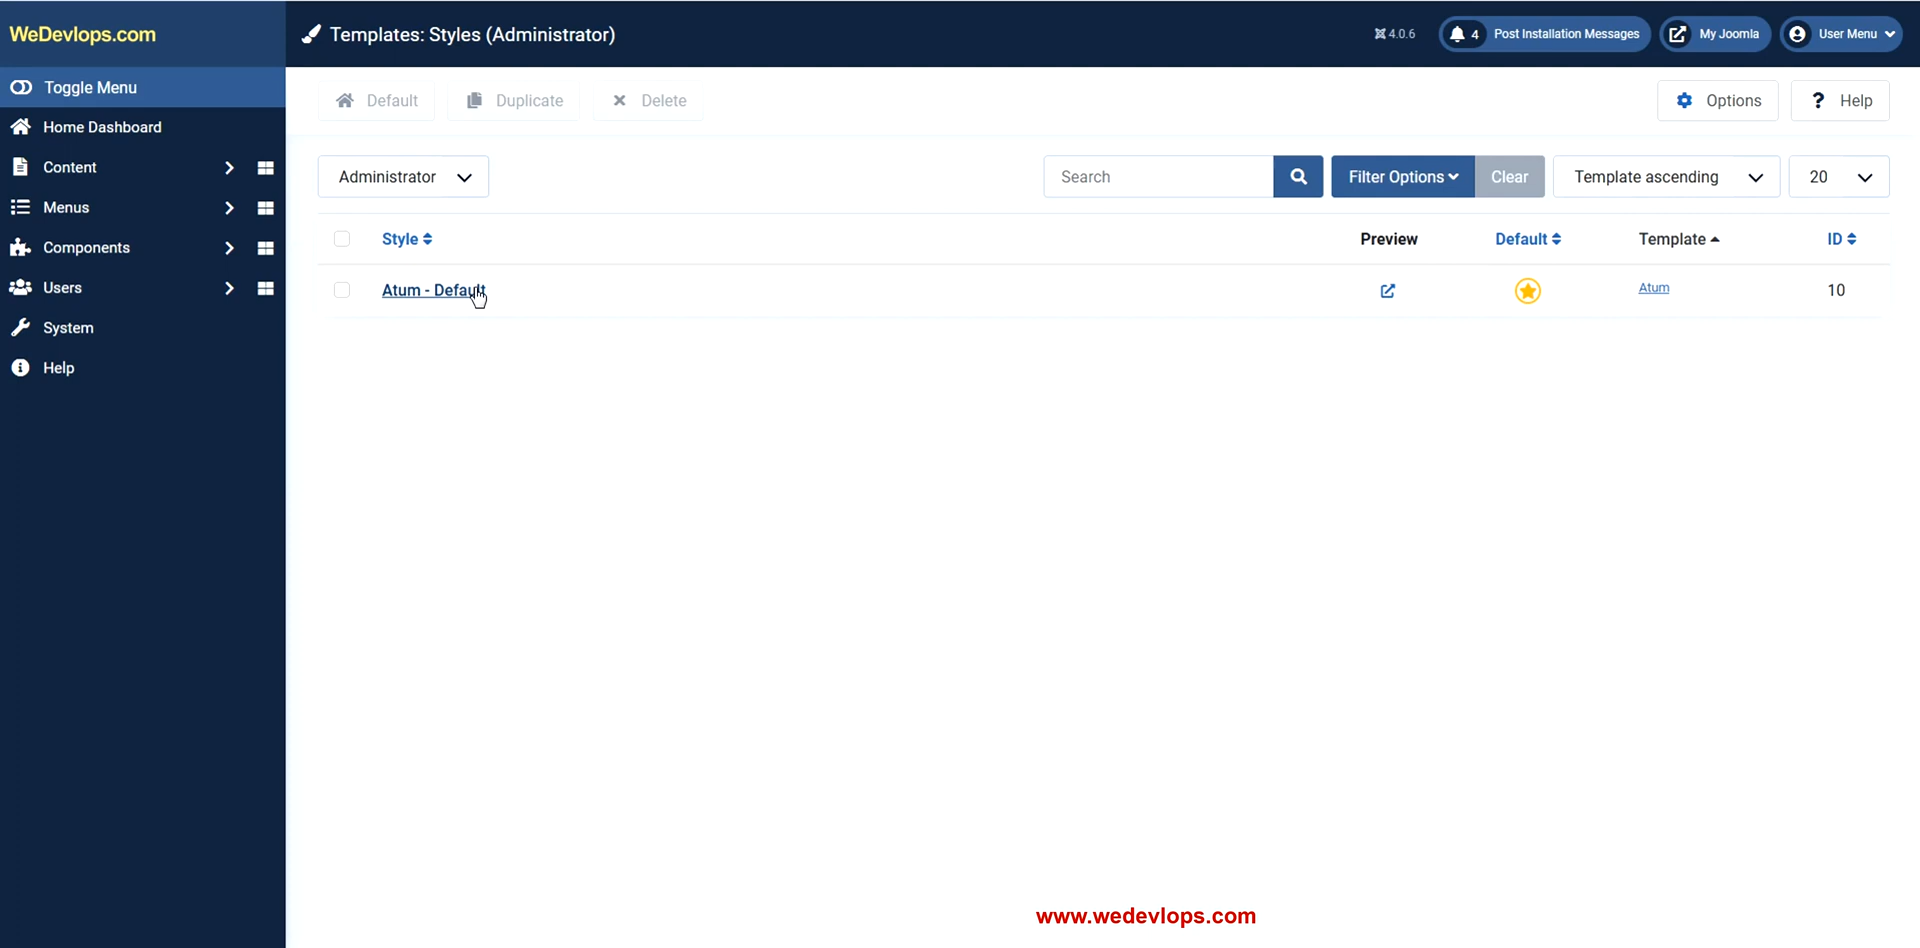 WeDevlops.com
Templates: Styles (Administrator)
4.0.6
4 Post Installation Messages
My Joomla
User Menu
Toggle Menu
Home Dashboard
Content
Menus
Components
Users
System
Help
Default
Duplicate
Delete
Options
? Help
Administrator
Search
Filter Options
Clear
Template ascending
20
Style
Preview
Default
Template
ID
Atum - Default
Atum
10
www.wedevlops.com